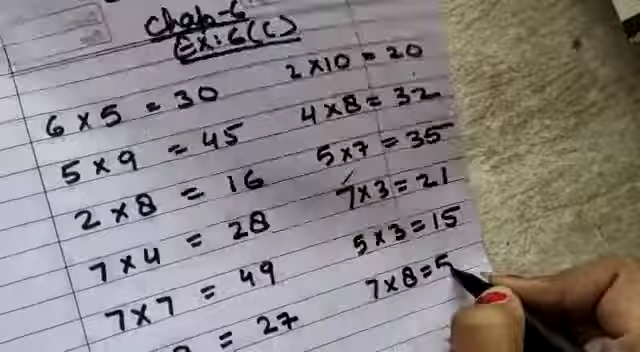 Chap-6
Ex:6(C)
6 × 5 = 30
5 × 9 = 45
2 × 8 = 16
7 × 4 = 28
7 × 7 = 49
= 27
2 × 10 = 20
4 × 8 = 32
5 × 7 = 35
7 × 3 = 21
5 × 3 = 15
7 × 8 = 5